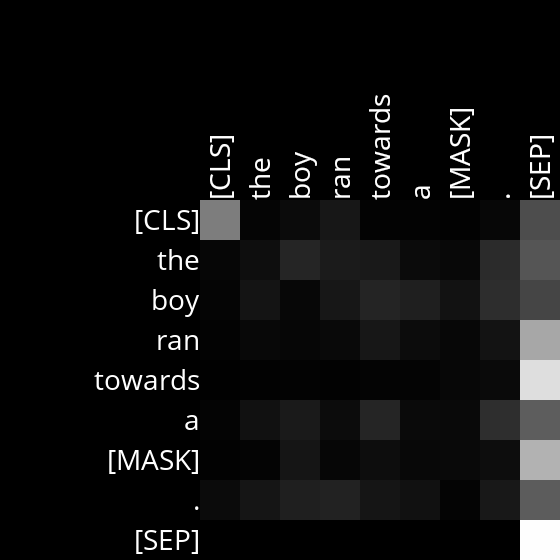 [CLS] the boy ran towards a [MASK] . [SEP]
[CLS]
the
boy
ran
towards
a
[MASK]
.
[SEP]